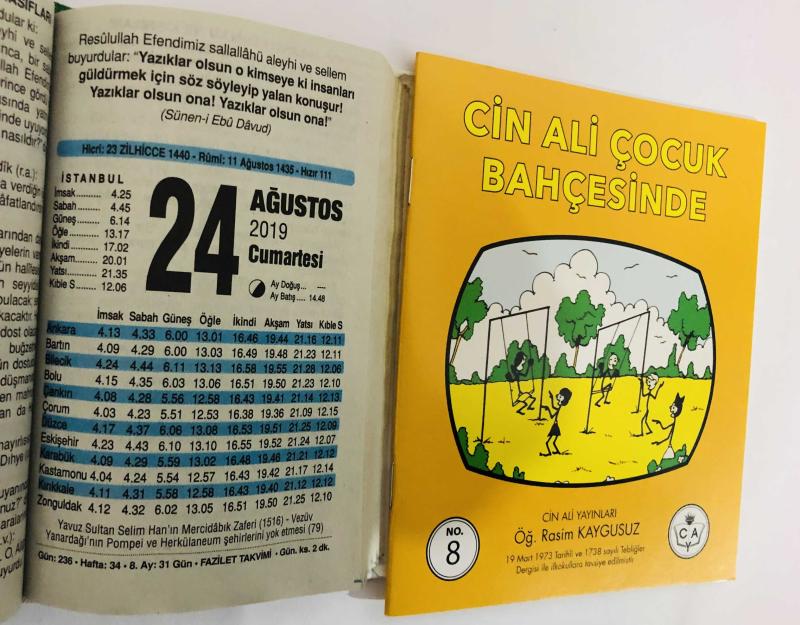 Resûlullah Efendimiz sallallâhü aleyhi ve sellem
buyurdular: "Yazıklar olsun o kimseye ki insanları
güldürmek için söz söyleyip yalan konuşur!
Yazıklar olsun ona! Yazıklar olsun ona!"
(Sünen-i Ebû Dâvud)
Hicrî: 23 ZİLHİCCE 1440 - Rûmî: 11 Ağustos 1435 - Hızır 111
İSTANBUL
İmsak......... 4.25
Sabah ........ 4.45
Güneş........ 6.14
Öğle.......... 13.17
İkindi ........ 17.02
Akşam....... 20.01
Yatsı.......... 21.35
Kıble S ...... 12.06
24
AĞUSTOS
2019
Cumartesi
Ay Doğuş... ----
Ay Batış..... 14.48
İmsak Sabah Güneş Öğle İkindi Akşam Yatsı Kıble S
Ankara 4.13 4.33 6.00 13.01 16.46 19.44 21.16 12.11
Bartın 4.09 4.29 6.00 13.03 16.49 19.48 21.23 12.11
Bilecik 4.24 4.44 6.11 13.13 16.58 19.55 21.28 12.06
Bolu 4.15 4.35 6.03 13.06 16.51 19.50 21.23 12.10
Çankırı 4.08 4.28 5.56 12.58 16.43 19.41 21.14 12.13
Çorum 4.03 4.23 5.51 12.53 16.38 19.36 21.09 12.15
Düzce 4.17 4.37 6.06 13.08 16.53 19.51 21.25 12.09
Eskişehir 4.23 4.43 6.10 13.10 16.55 19.52 21.24 12.07
Karabük 4.09 4.29 5.59 13.02 16.48 19.46 21.21 12.12
Kastamonu 4.04 4.24 5.54 12.57 16.43 19.42 21.17 12.14
Kırıkkale 4.11 4.31 5.58 12.58 16.43 19.40 21.12 12.12
Zonguldak 4.12 4.32 6.02 13.05 16.51 19.50 21.25 12.10
Yavuz Sultan Selim Han'ın Mercidâbık Zaferi (1516) - Vezüv
Yanardağı'nın Pompei ve Herkülaneum şehirlerini yok etmesi (79)
Gün: 236 • Hafta: 34 • 8. Ay: 31 Gün • FAZİLET TAKVİMİ • Gün. ks. 2 dk.
CİN ALİ ÇOCUK
BAHÇESİNDE
CİN ALİ YAYINLARI
Öğ. Rasim KAYGUSUZ
19 Mart 1973 Tarihli ve 1738 sayılı Tebliğler
Dergisi ile ilkokullara tavsiye edilmiştir
NO.
8
C A
Y